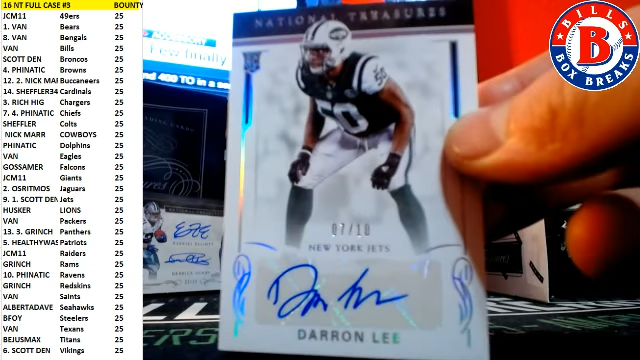 16 NT FULL CASE #3 BOUNTY
JCM11 49ers 25
1. VAN Bears 25
8. VAN Bengals 25
VAN Bills 25
SCOTT DEN Broncos 25
4. PHINATIC Browns 25
12. 2. NICK MAI Buccaneers 25
14. SHEFFLER34 Cardinals 25
3. RICH HIG Chargers 25
7. 4. PHINATIC Chiefs 25
SHEFFLER Colts 25
NICK MARR COWBOYS 25
PHINATIC Dolphins 25
VAN Eagles 25
GOSSAMER Falcons 25
JCM11 Giants 25
2. OSRITMOS Jaguars 25
9. 1. SCOTT DEN Jets 25
HUSKER LIONS 25
VAN Packers 25
13. 3. GRINCH Panthers 25
5. HEALTHYWAS Patriots 25
JCM11 Raiders 25
GRINCH Rams 25
10. PHINATIC Ravens 25
GRINCH Redskins 25
VAN Saints 25
ALBERTADAVE Seahawks 25
BFOY Steelers 25
VAN Texans 25
BEJUSMAX Titans 25
6. SCOTT DEN Vikings 25
NATIONAL TREASURES
50
07/10
NEW YORK JETS
DARRON LEE
BILLS
B
BOX BREAKS